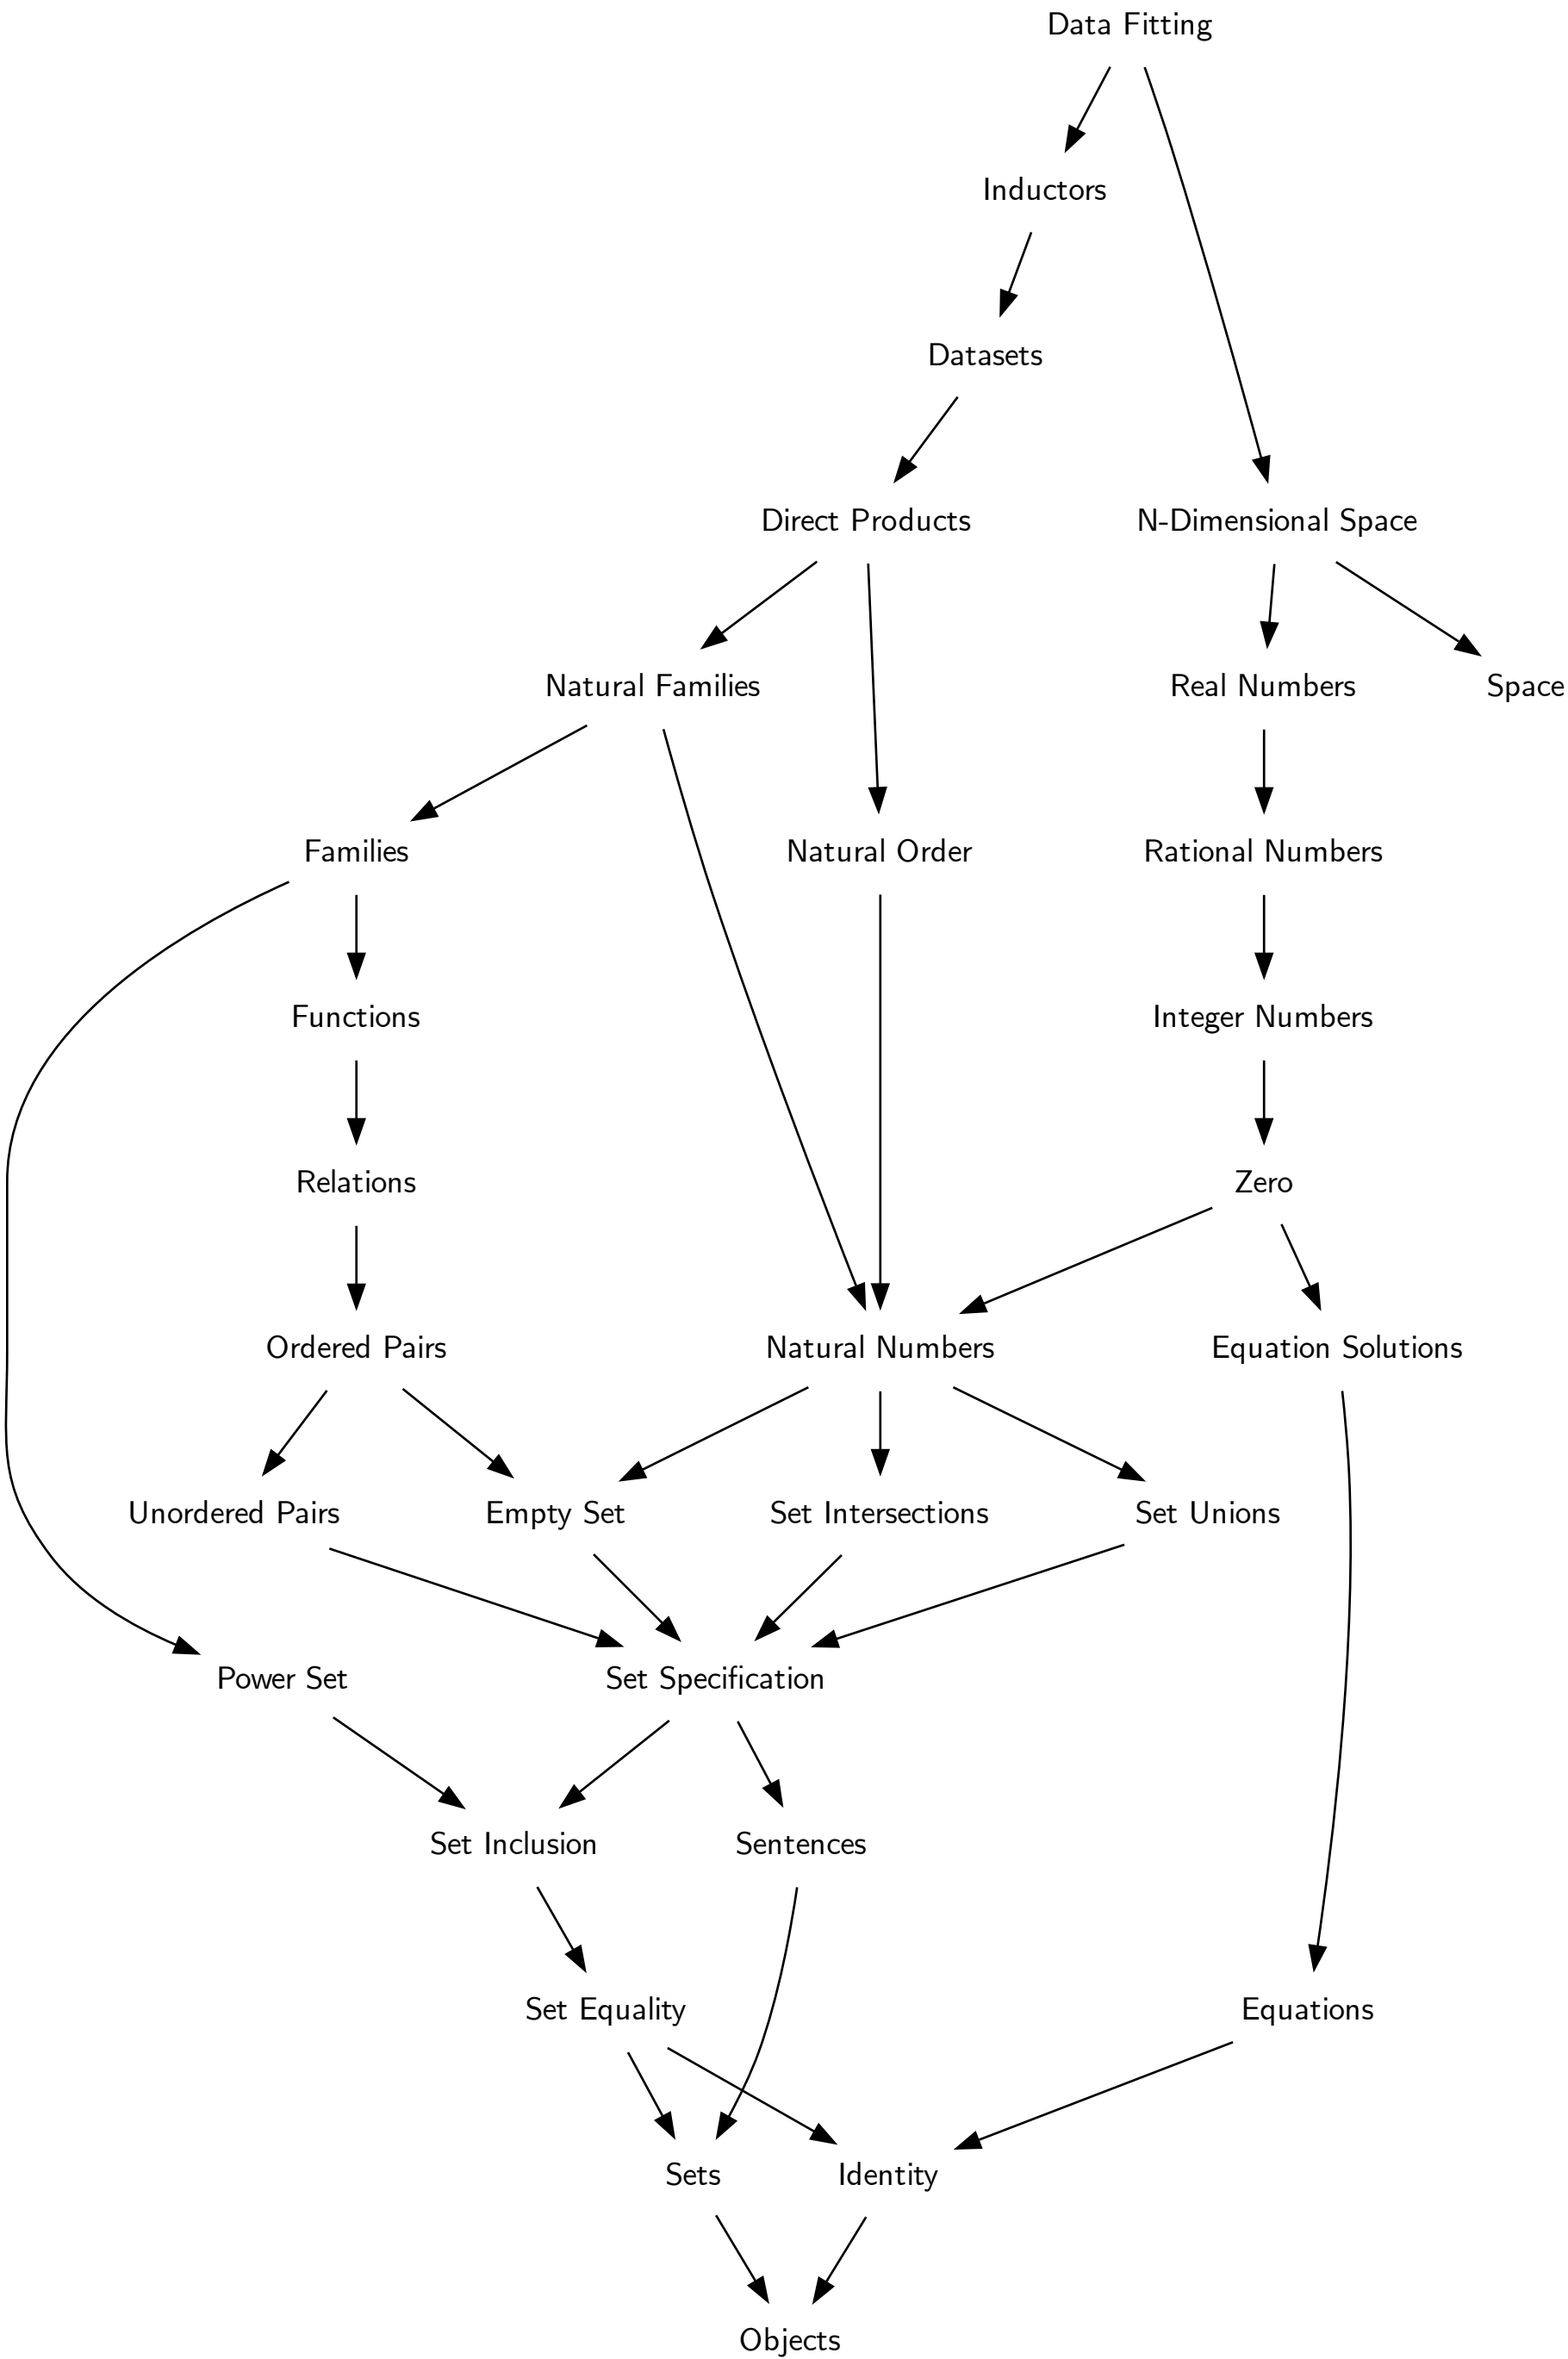 Data Fitting
Inductors
Datasets
Direct Products
N-Dimensional Space
Natural Families
Real Numbers
Space
Families
Natural Order
Rational Numbers
Functions
Integer Numbers
Relations
Zero
Ordered Pairs
Natural Numbers
Equation Solutions
Unordered Pairs
Empty Set
Set Intersections
Set Unions
Power Set
Set Specification
Set Inclusion
Sentences
Set Equality
Equations
Sets
Identity
Objects